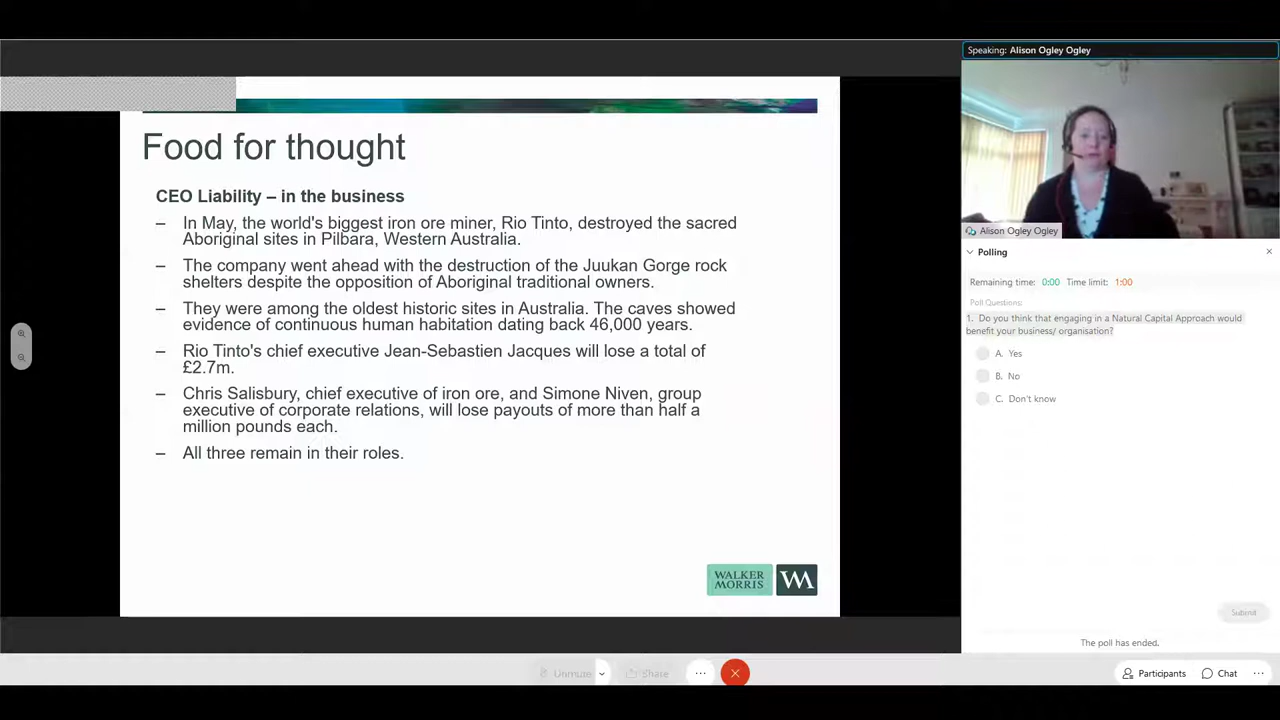 Food for thought
CEO Liability – in the business
– In May, the world's biggest iron ore miner, Rio Tinto, destroyed the sacred
Aboriginal sites in Pilbara, Western Australia.
– The company went ahead with the destruction of the Juukan Gorge rock
shelters despite the opposition of Aboriginal traditional owners.
– They were among the oldest historic sites in Australia. The caves showed
evidence of continuous human habitation dating back 46,000 years.
– Rio Tinto's chief executive Jean-Sebastien Jacques will lose a total of
£2.7m.
– Chris Salisbury, chief executive of iron ore, and Simone Niven, group
executive of corporate relations, will lose payouts of more than half a
million pounds each.
– All three remain in their roles.
WALKER
MORRIS
WM
Speaking: Alison Ogley Ogley
Alison Ogley Ogley
Polling
Remaining time: 0:00 Time limit: 1:00
Poll Questions:
1. Do you think that engaging in a Natural Capital Approach would
benefit your business/ organisation?
A. Yes
B. No
C. Don't know
Submit
The poll has ended.
Unmute
Share
Participants
Chat